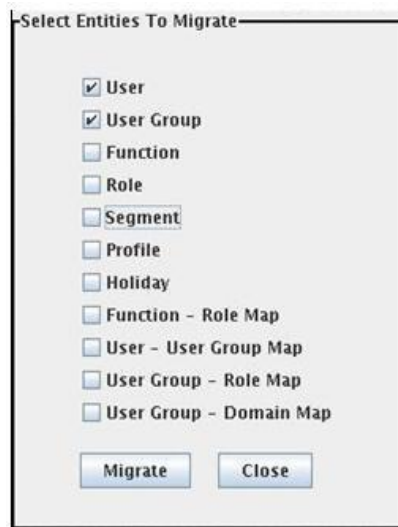 Select Entities To Migrate
User
User Group
Function
Role
Segment
Profile
Holiday
Function - Role Map
User - User Group Map
User Group - Role Map
User Group - Domain Map
Migrate Close